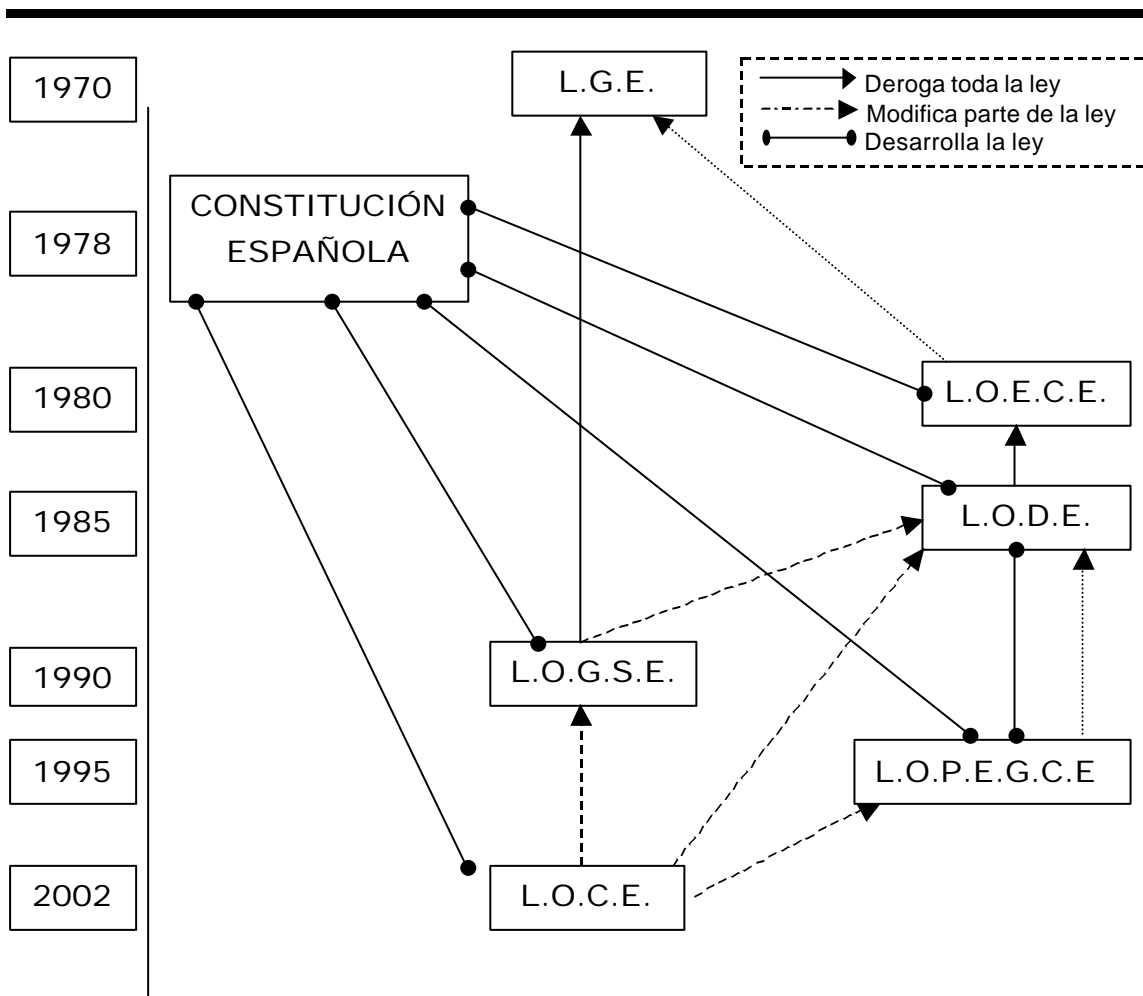 1970
L.G.E.
Deroga toda la ley
Modifica parte de la ley
Desarrolla la ley
CONSTITUCIÓN
ESPAÑOLA
1978
1980
L.O.E.C.E.
1985
L.O.D.E.
1990
L.O.G.S.E.
1995
L.O.P.E.G.C.E
2002
L.O.C.E.